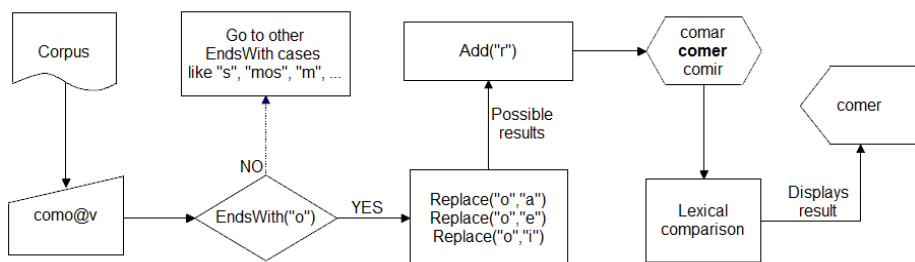 Corpus
como@v
Go to other
EndsWith cases
like "s", "mos", "m", ...
NO
EndsWith("o")
YES
Replace("o","a")
Replace("o","e")
Replace("o","i")
Possible
results
Add("r")
comar
comer
comir
Lexical
comparison
Displays
result
comer